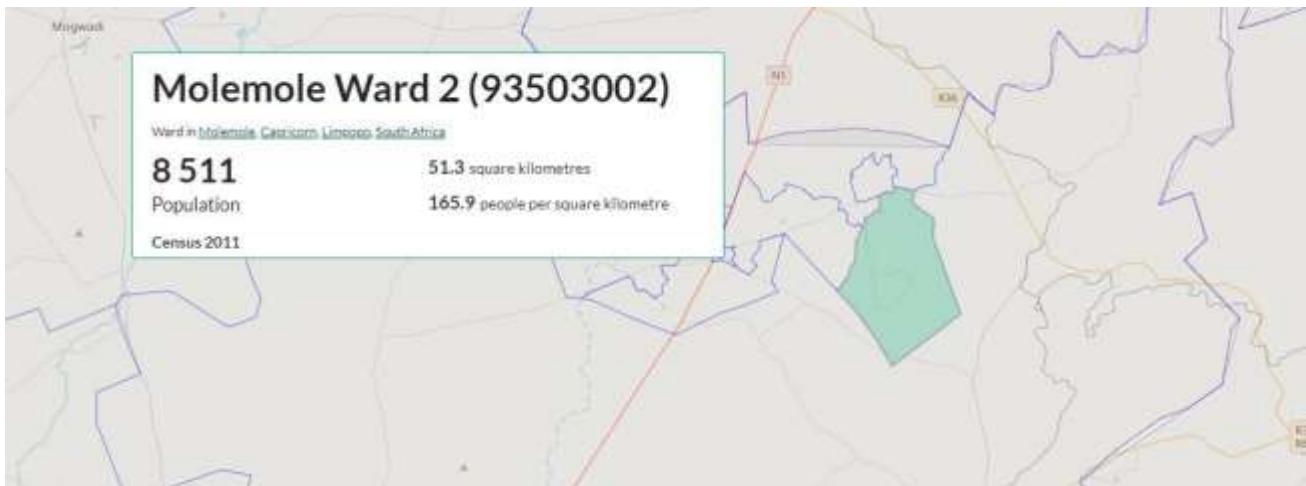 Mogwadi
Molemole Ward 2 (93503002)
Ward in Molemole, Capricorn, Limpopo, South Africa
8 511
51.3 square kilometres
Population
165.9 people per square kilometre
Census 2011
N1
R36